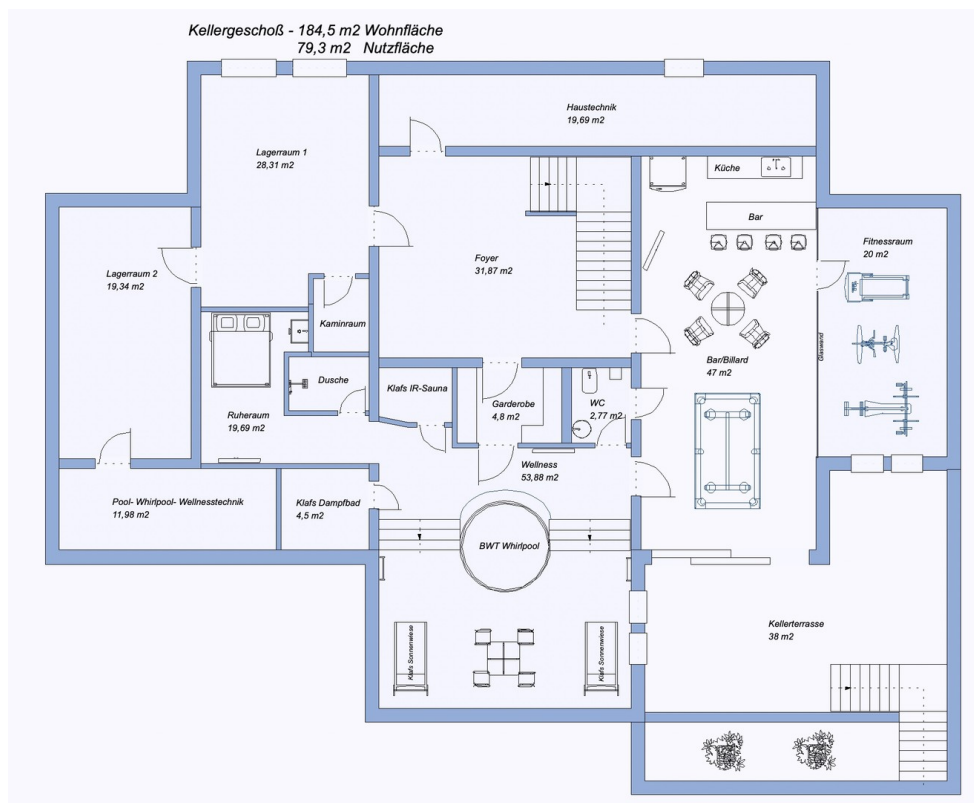 Kellergeschoß - 184,5 m2 Wohnfläche
79,3 m2 Nutzfläche
Haustechnik
19,69 m2
Lagerraum 1
28,31 m2
Küche
Bar
Fitnessraum
20 m2
Foyer
31,87 m2
Lagerraum 2
19,34 m2
Kaminraum
Glaswand
Bar/Billard
47 m2
Dusche
Klafs IR-Sauna
Garderobe
4,8 m2
WC
2,77 m2
Ruheraum
19,69 m2
Wellness
53,88 m2
Pool- Whirlpool- Wellnesstechnik
11,98 m2
Klafs Dampfbad
4,5 m2
BWT Whirlpool
Kellerterrasse
38 m2
Klafs Sonnenwiese
Klafs Sonnenwiese